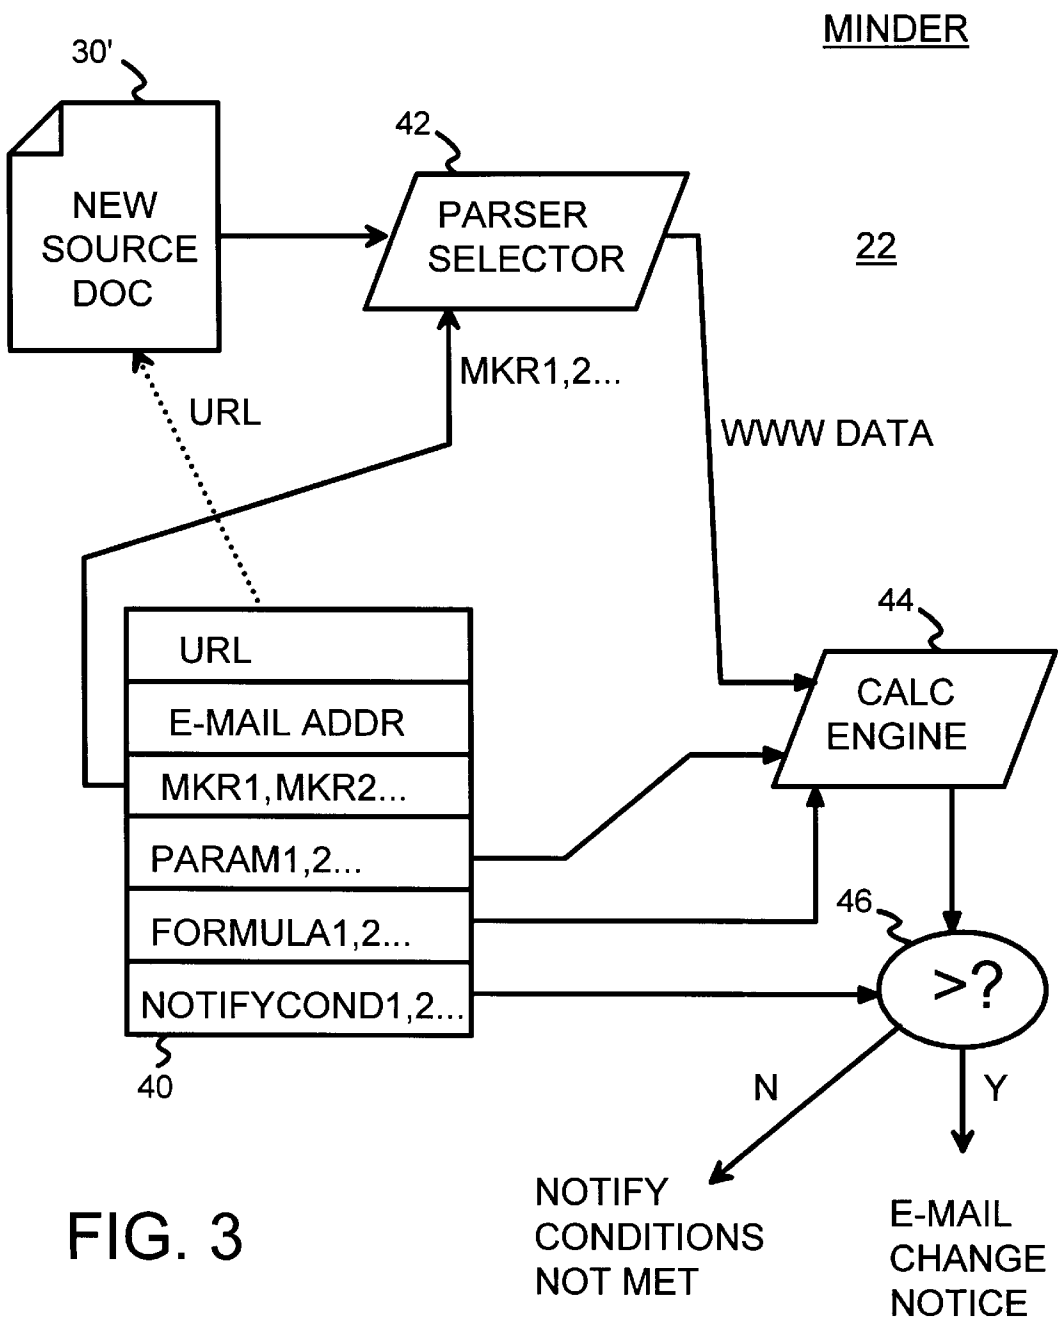 MINDER
30'
42
NEW
SOURCE
DOC
PARSER
SELECTOR
22
MKR1,2...
URL
WWW DATA
44
URL
E-MAIL ADDR
MKR1,MKR2...
PARAM1,2...
FORMULA1,2...
NOTIFYCOND1,2...
40
CALC
ENGINE
46
>?
N
Y
NOTIFY
CONDITIONS
NOT MET
E-MAIL
CHANGE
NOTICE
FIG. 3